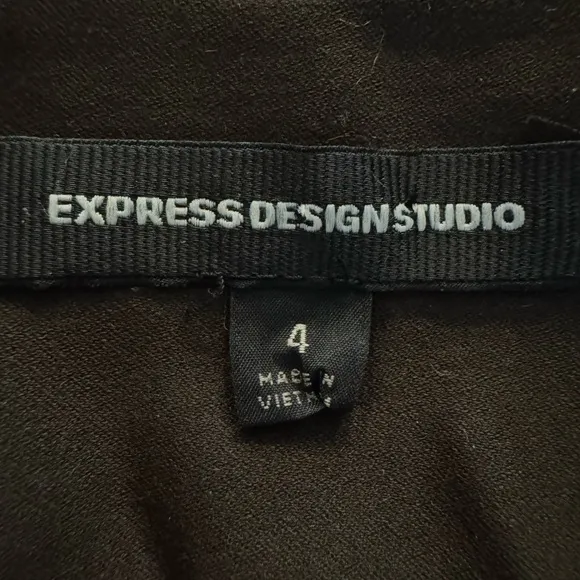 EXPRESS DESIGN STUDIO
4
MADE IN
VIETNAM